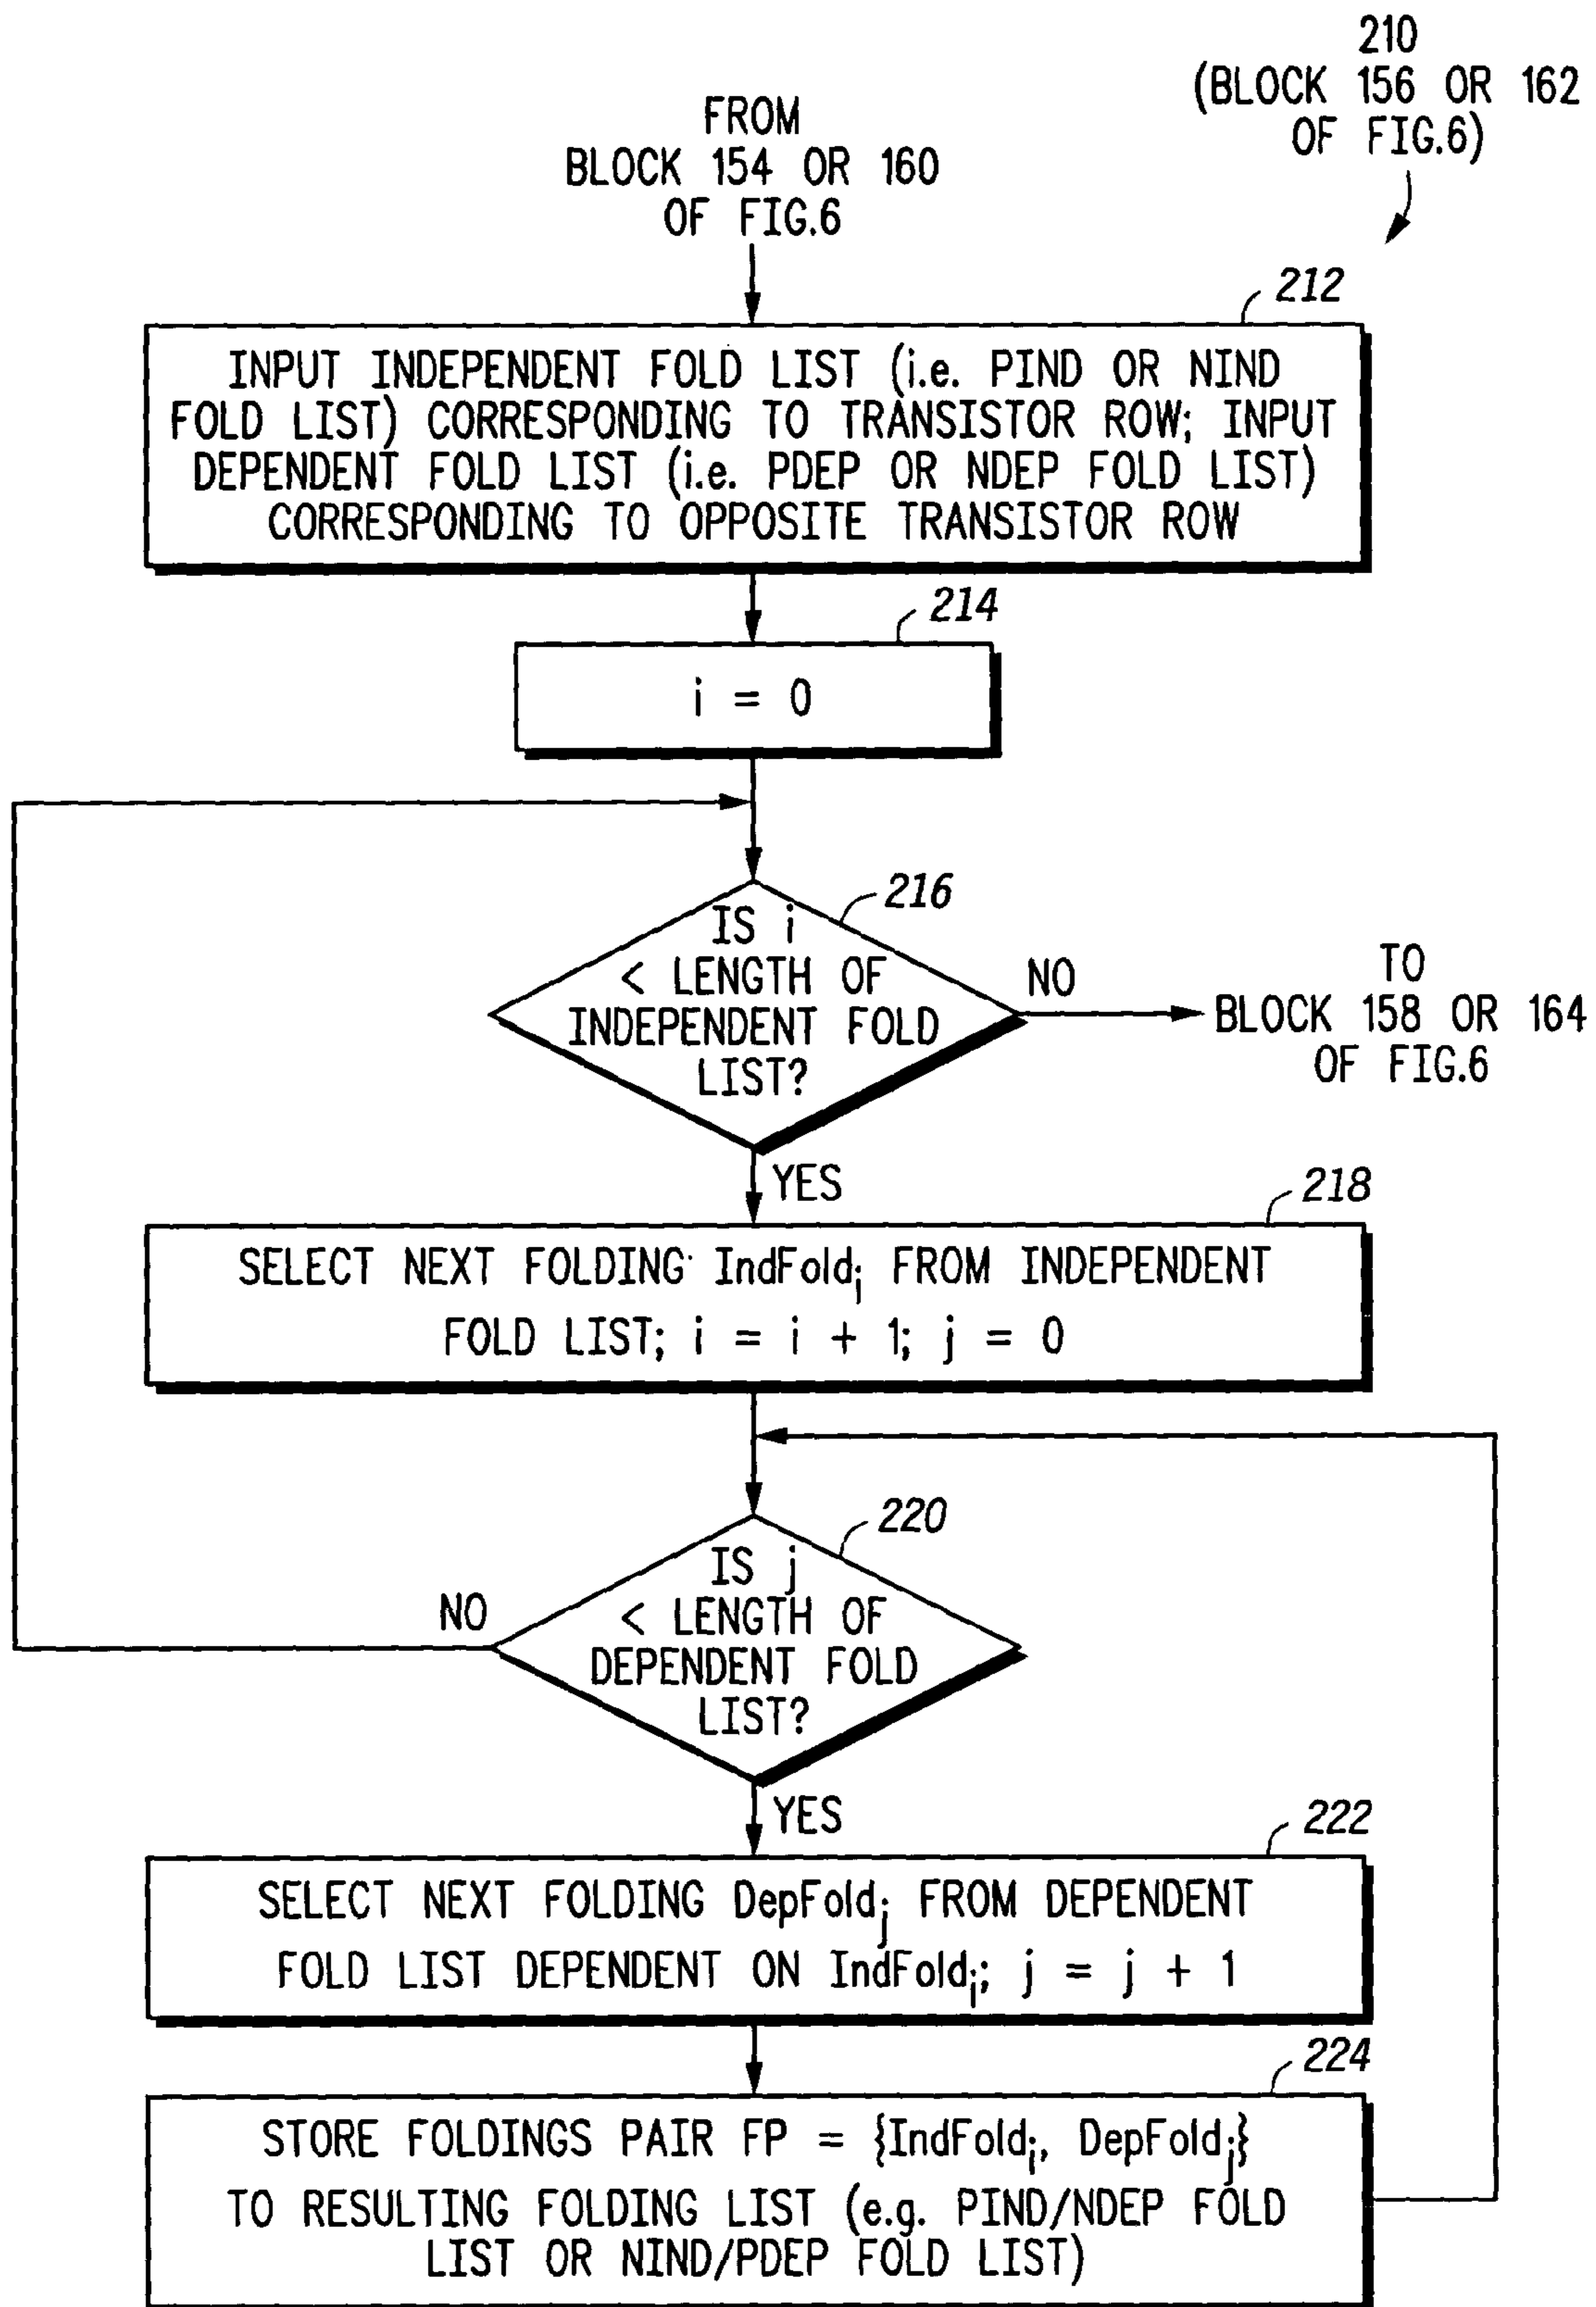 210
(BLOCK 156 OR 162
OF FIG.6)
FROM
BLOCK 154 OR 160
OF FIG.6
212
INPUT INDEPENDENT FOLD LIST (i.e. PIND OR NIND
FOLD LIST) CORRESPONDING TO TRANSISTOR ROW; INPUT
DEPENDENT FOLD LIST (i.e. PDEP OR NDEP FOLD LIST)
CORRESPONDING TO OPPOSITE TRANSISTOR ROW
214
i = 0
216
IS i
< LENGTH OF
INDEPENDENT FOLD
LIST?
NO
TO
BLOCK 158 OR 164
OF FIG.6
YES
218
SELECT NEXT FOLDING IndFoldⱼ FROM INDEPENDENT
FOLD LIST; i = i + 1; j = 0
220
IS j
< LENGTH OF
DEPENDENT FOLD
LIST?
NO
YES
222
SELECT NEXT FOLDING DepFoldⱼ FROM DEPENDENT
FOLD LIST DEPENDENT ON IndFoldᵢ; j = j + 1
224
STORE FOLDINGS PAIR FP = {IndFoldᵢ, DepFoldⱼ}
TO RESULTING FOLDING LIST (e.g. PIND/NDEP FOLD
LIST OR NIND/PDEP FOLD LIST)